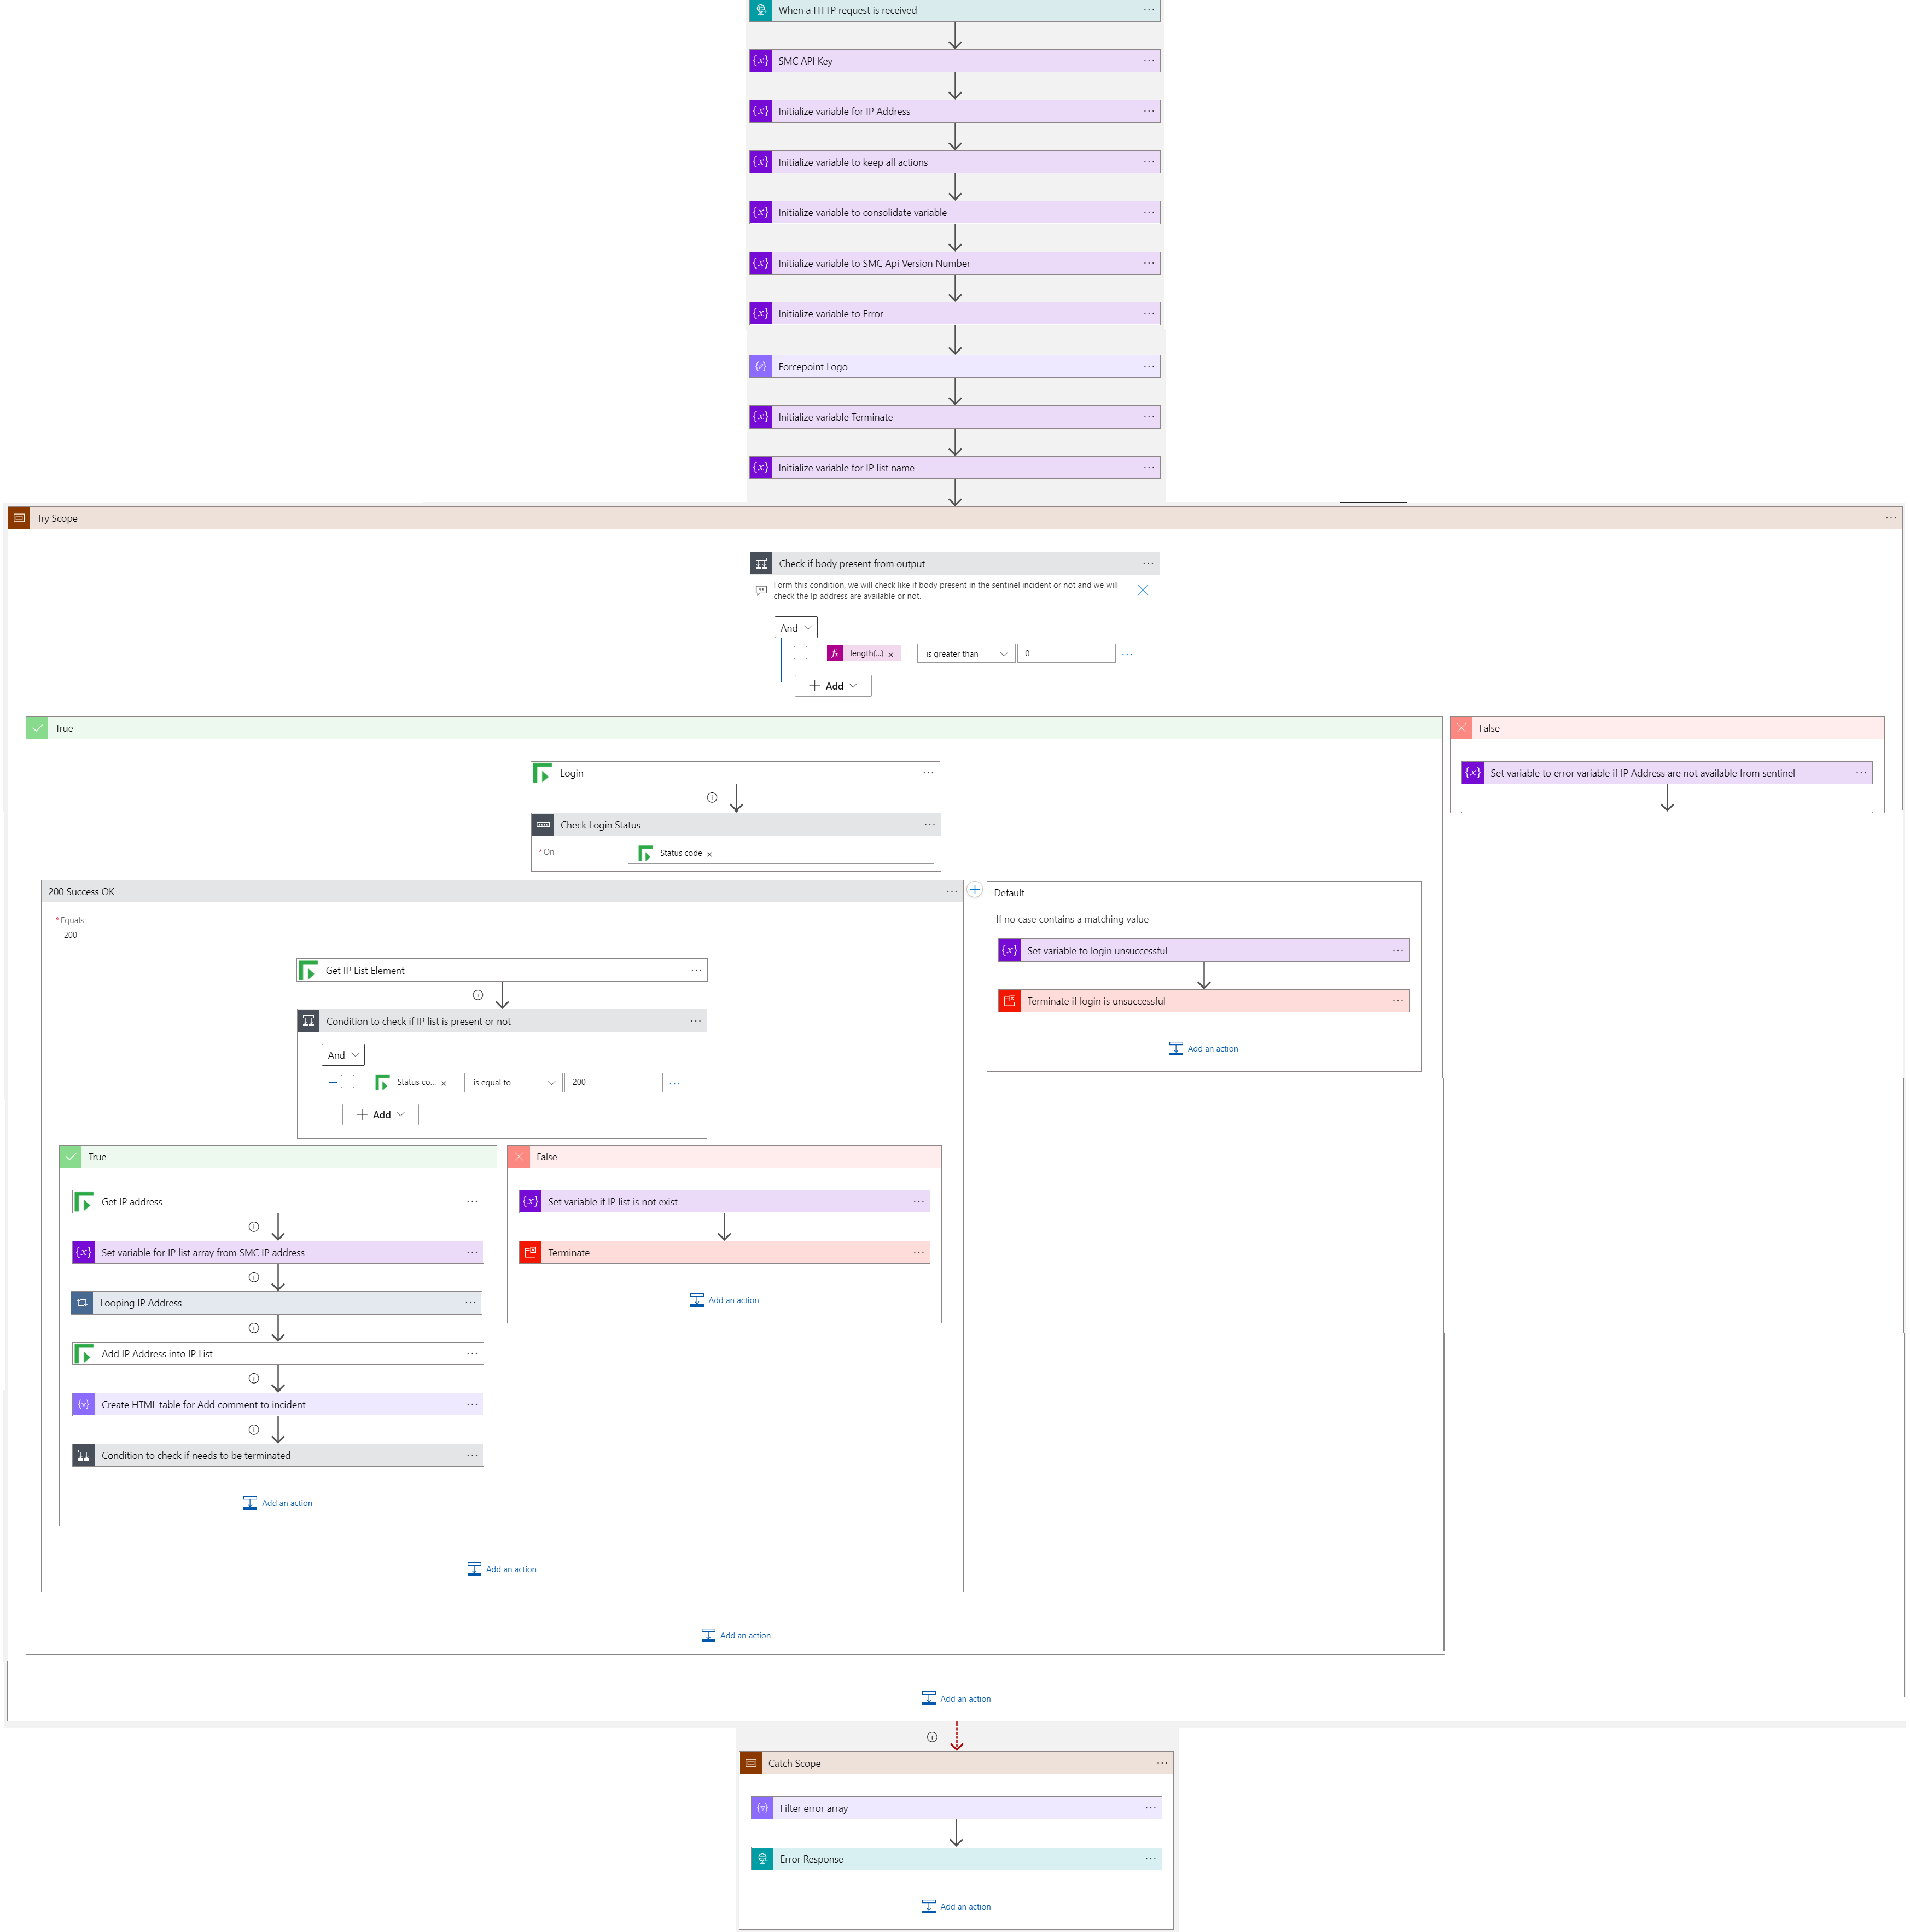 When a HTTP request is received
SMC API Key
Initialize variable for IP Address
Initialize variable to keep all actions
Initialize variable to consolidate variable
Initialize variable to SMC Api Version Number
Initialize variable to Error
Forcepoint Logo
Initialize variable Terminate
Initialize variable for IP list name
Try Scope
Check if body present from output
Form this condition, we will check like if body present in the sentinel incident or not and we will
check the Ip address are available or not.
And
length(...) is greater than 0
Add
True
False
Login
Set variable to error variable if IP Address are not available from sentinel
Check Login Status
* On Status code
200 Success OK
* Equals
200
Default
If no case contains a matching value
Set variable to login unsuccessful
Terminate if login is unsuccessful
Add an action
Get IP List Element
Condition to check if IP list is present or not
And
Status co... is equal to 200
Add
True
Get IP address
Set variable for IP list array from SMC IP address
Looping IP Address
Add IP Address into IP List
Create HTML table for Add comment to incident
Condition to check if needs to be terminated
Add an action
False
Set variable if IP list is not exist
Terminate
Add an action
Add an action
Add an action
Add an action
Catch Scope
Filter error array
Error Response
Add an action